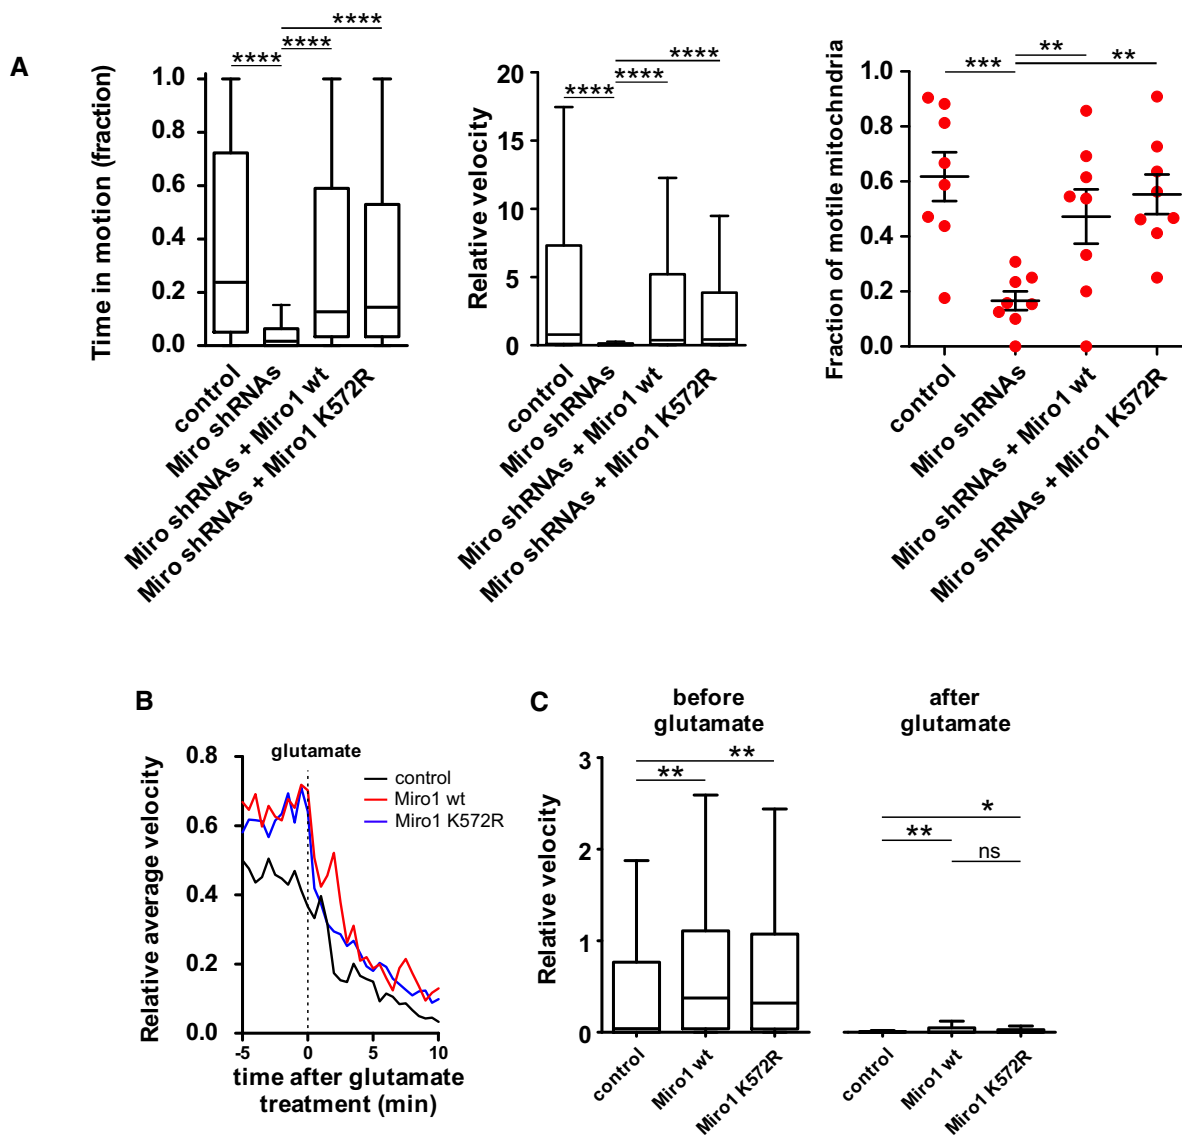 A
Time in motion (fraction)
1.0
0.8
0.6
0.4
0.2
0.0
****
****
****
control
Miro shRNAs
Miro shRNAs + Miro1 wt
Miro shRNAs + Miro1 K572R
Relative velocity
20
15
10
5
0
****
****
****
control
Miro shRNAs
Miro shRNAs + Miro1 wt
Miro shRNAs + Miro1 K572R
Fraction of motile mitochndria
1.0
0.8
0.6
0.4
0.2
0.0
**
***
**
control
Miro shRNAs
Miro shRNAs + Miro1 wt
Miro shRNAs + Miro1 K572R
B
Relative average velocity
0.8
0.6
0.4
0.2
0.0
glutamate
control
Miro1 wt
Miro1 K572R
-5
0
5
10
time after glutamate
treatment (min)
C
before
glutamate
after
glutamate
Relative velocity
3
2
1
0
**
**
*
**
ns
control
Miro1 wt
Miro1 K572R
control
Miro1 wt
Miro1 K572R